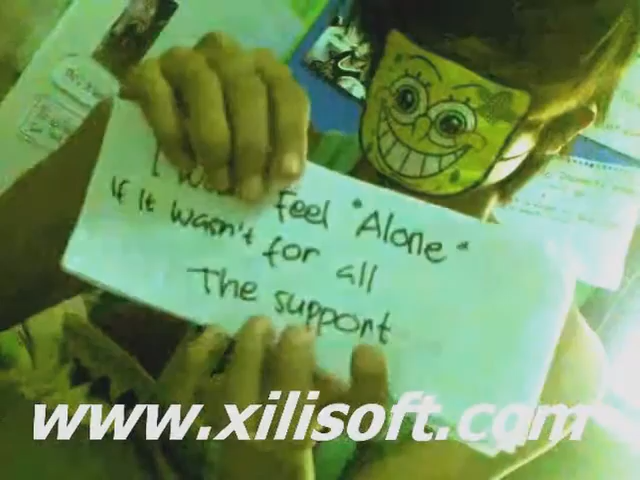 I
Feel "Alone"
If It wasn't for all
The support
www.xilisoft.com